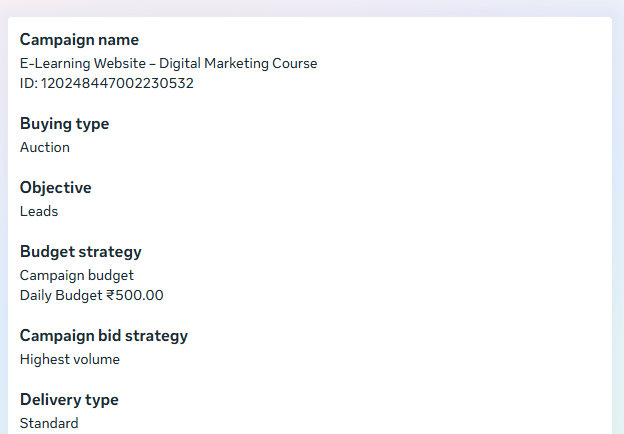 Campaign name
E-Learning Website – Digital Marketing Course
ID: 120248447002230532
Buying type
Auction
Objective
Leads
Budget strategy
Campaign budget
Daily Budget ₹500.00
Campaign bid strategy
Highest volume
Delivery type
Standard